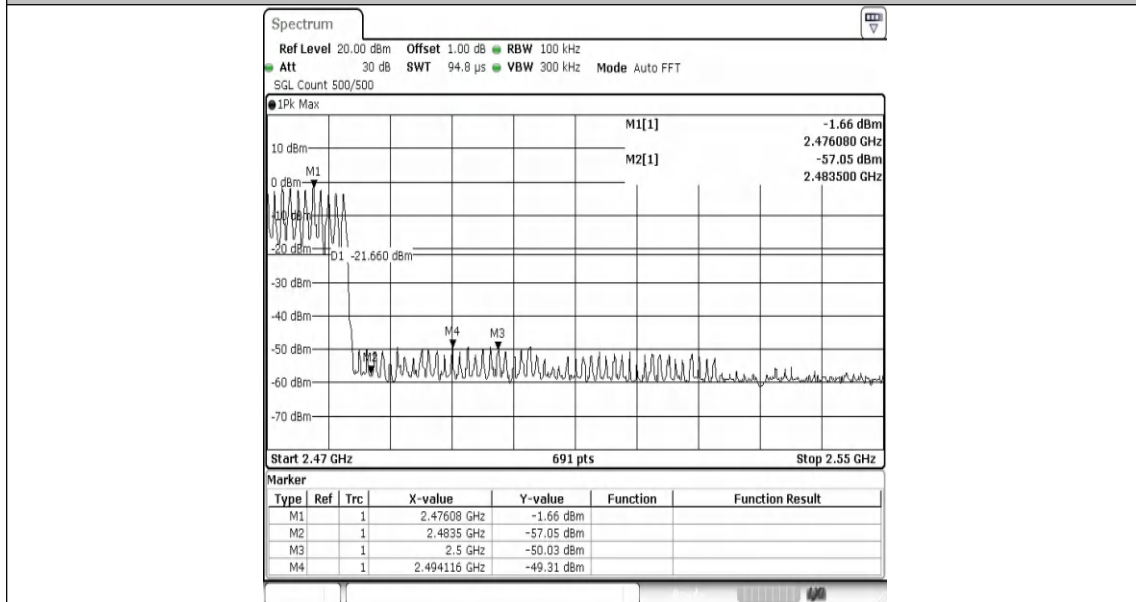 Spectrum
Ref Level 20.00 dBm Offset 1.00 dB RBW 100 kHz
Att 30 dB SWT 94.8 µs VBW 300 kHz Mode Auto FFT
SGL Count 500/500
1Pk Max
M1[1] -1.66 dBm
2.476080 GHz
M2[1] -57.05 dBm
2.483500 GHz
10 dBm
M1
0 dBm
-10 dBm
-20 dBm
D1 -21.660 dBm
-30 dBm
-40 dBm
M4 M3
-50 dBm
M2
-60 dBm
-70 dBm
Start 2.47 GHz 691 pts Stop 2.55 GHz
Marker
Type Ref Trc X-value Y-value Function Function Result
M1 1 2.47608 GHz -1.66 dBm
M2 1 2.4835 GHz -57.05 dBm
M3 1 2.5 GHz -50.03 dBm
M4 1 2.494116 GHz -49.31 dBm